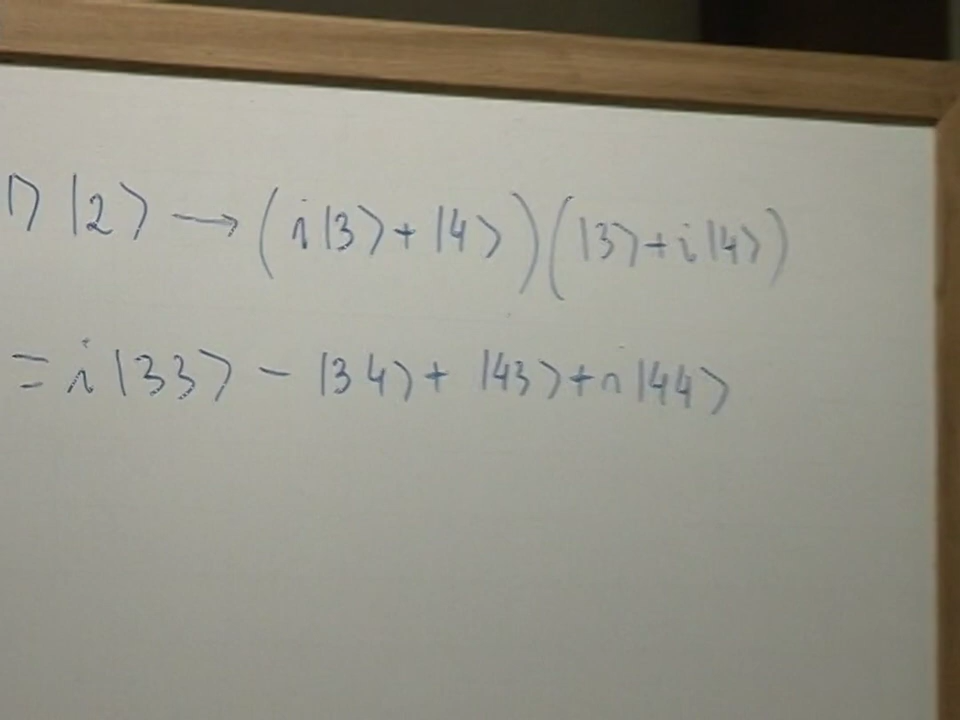 1⟩ |2⟩ → (i|3⟩+|4⟩)(|3⟩+i|4⟩)
= i|33⟩ - |34⟩ + |43⟩ + i|44⟩